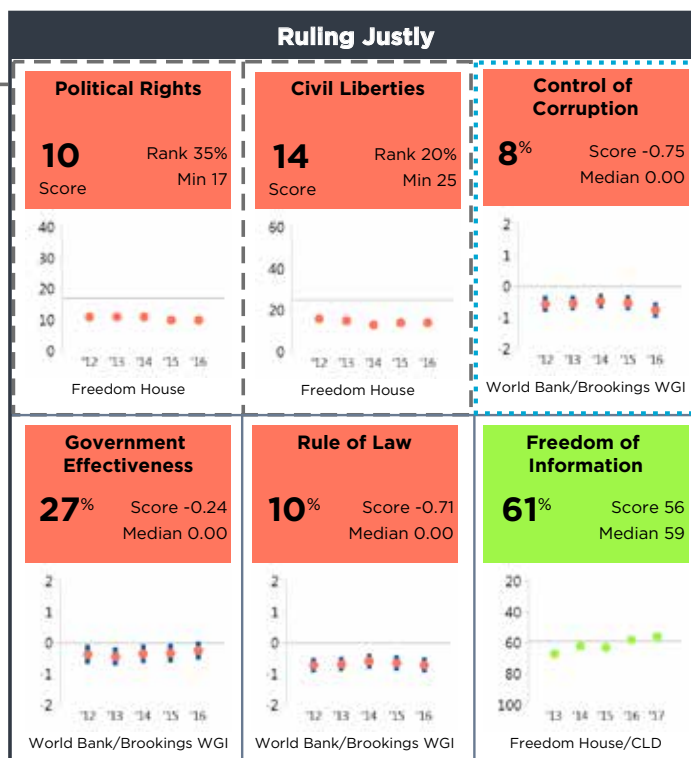 Ruling Justly
Political Rights
10
Score
Rank 35%
Min 17
40
30
20
10
0
'12 '13 '14 '15 '16
Freedom House
Civil Liberties
14
Score
Rank 20%
Min 25
60
40
20
0
'12 '13 '14 '15 '16
Freedom House
Control of
Corruption
8%
Score -0.75
Median 0.00
2
1
0
-1
-2
'12 '13 '14 '15 '16
World Bank/Brookings WGI
Government
Effectiveness
27%
Score -0.24
Median 0.00
2
1
0
-1
-2
'12 '13 '14 '15 '16
World Bank/Brookings WGI
Rule of Law
10%
Score -0.71
Median 0.00
2
1
0
-1
-2
'12 '13 '14 '15 '16
World Bank/Brookings WGI
Freedom of
Information
61%
Score 56
Median 59
20
40
60
80
100
'13 '14 '15 '16 '17
Freedom House/CLD